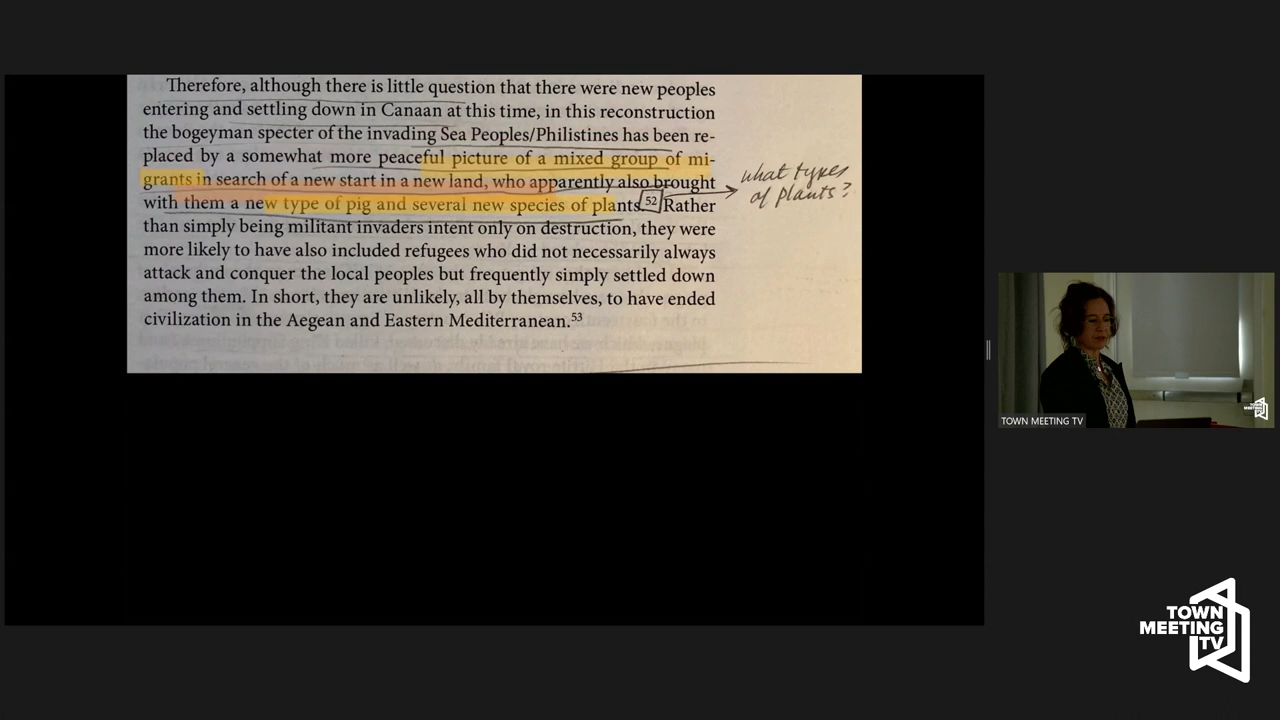 Therefore, although there is little question that there were new peoples
entering and settling down in Canaan at this time, in this reconstruction
the bogeyman specter of the invading Sea Peoples/Philistines has been re-
placed by a somewhat more peaceful picture of a mixed group of mi-
grants in search of a new start in a new land, who apparently also brought
with them a new type of pig and several new species of plants.52 Rather
than simply being militant invaders intent only on destruction, they were
more likely to have also included refugees who did not necessarily always
attack and conquer the local peoples but frequently simply settled down
among them. In short, they are unlikely, all by themselves, to have ended
civilization in the Aegean and Eastern Mediterranean.53
what types
of plants?
TOWN MEETING TV
TOWN
MEETING
TV